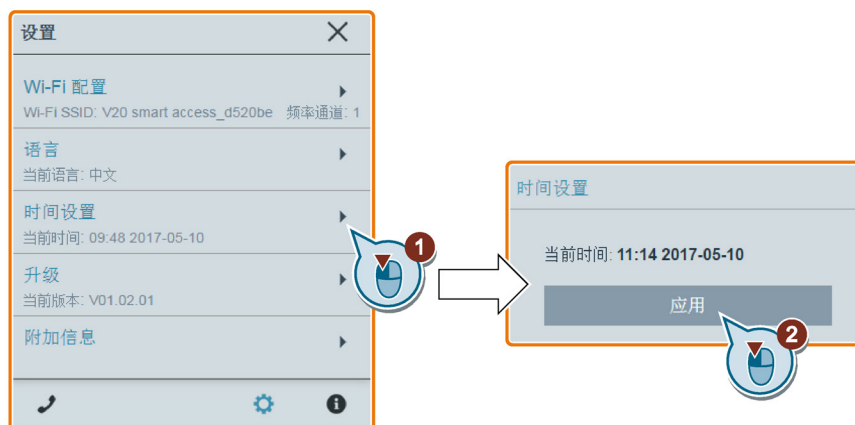 设置
Wi-Fi 配置
Wi-Fi SSID: V20 smart access_d520be 频率通道: 1
语言
当前语言: 中文
时间设置
当前时间: 09:48 2017-05-10
1
升级
当前版本: V01.02.01
附加信息
时间设置
当前时间: 11:14 2017-05-10
应用
2